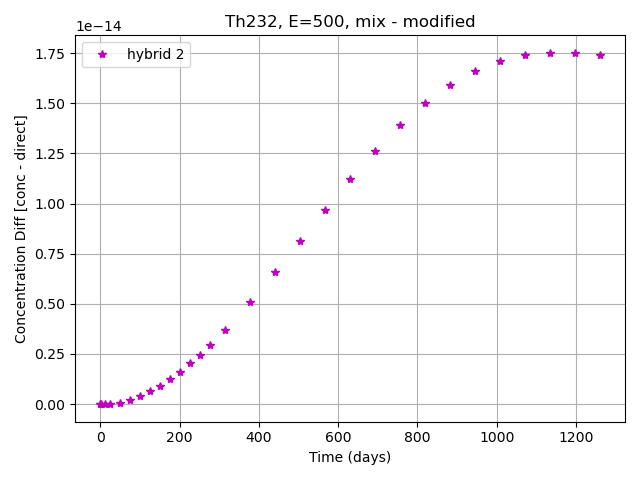 Th232, E=500, mix - modified
1e−14
hybrid 2
1.75
1.50
1.25
1.00
0.75
0.50
0.25
0.00
Concentration Diff [conc - direct]
0 200 400 600 800 1000 1200
Time (days)